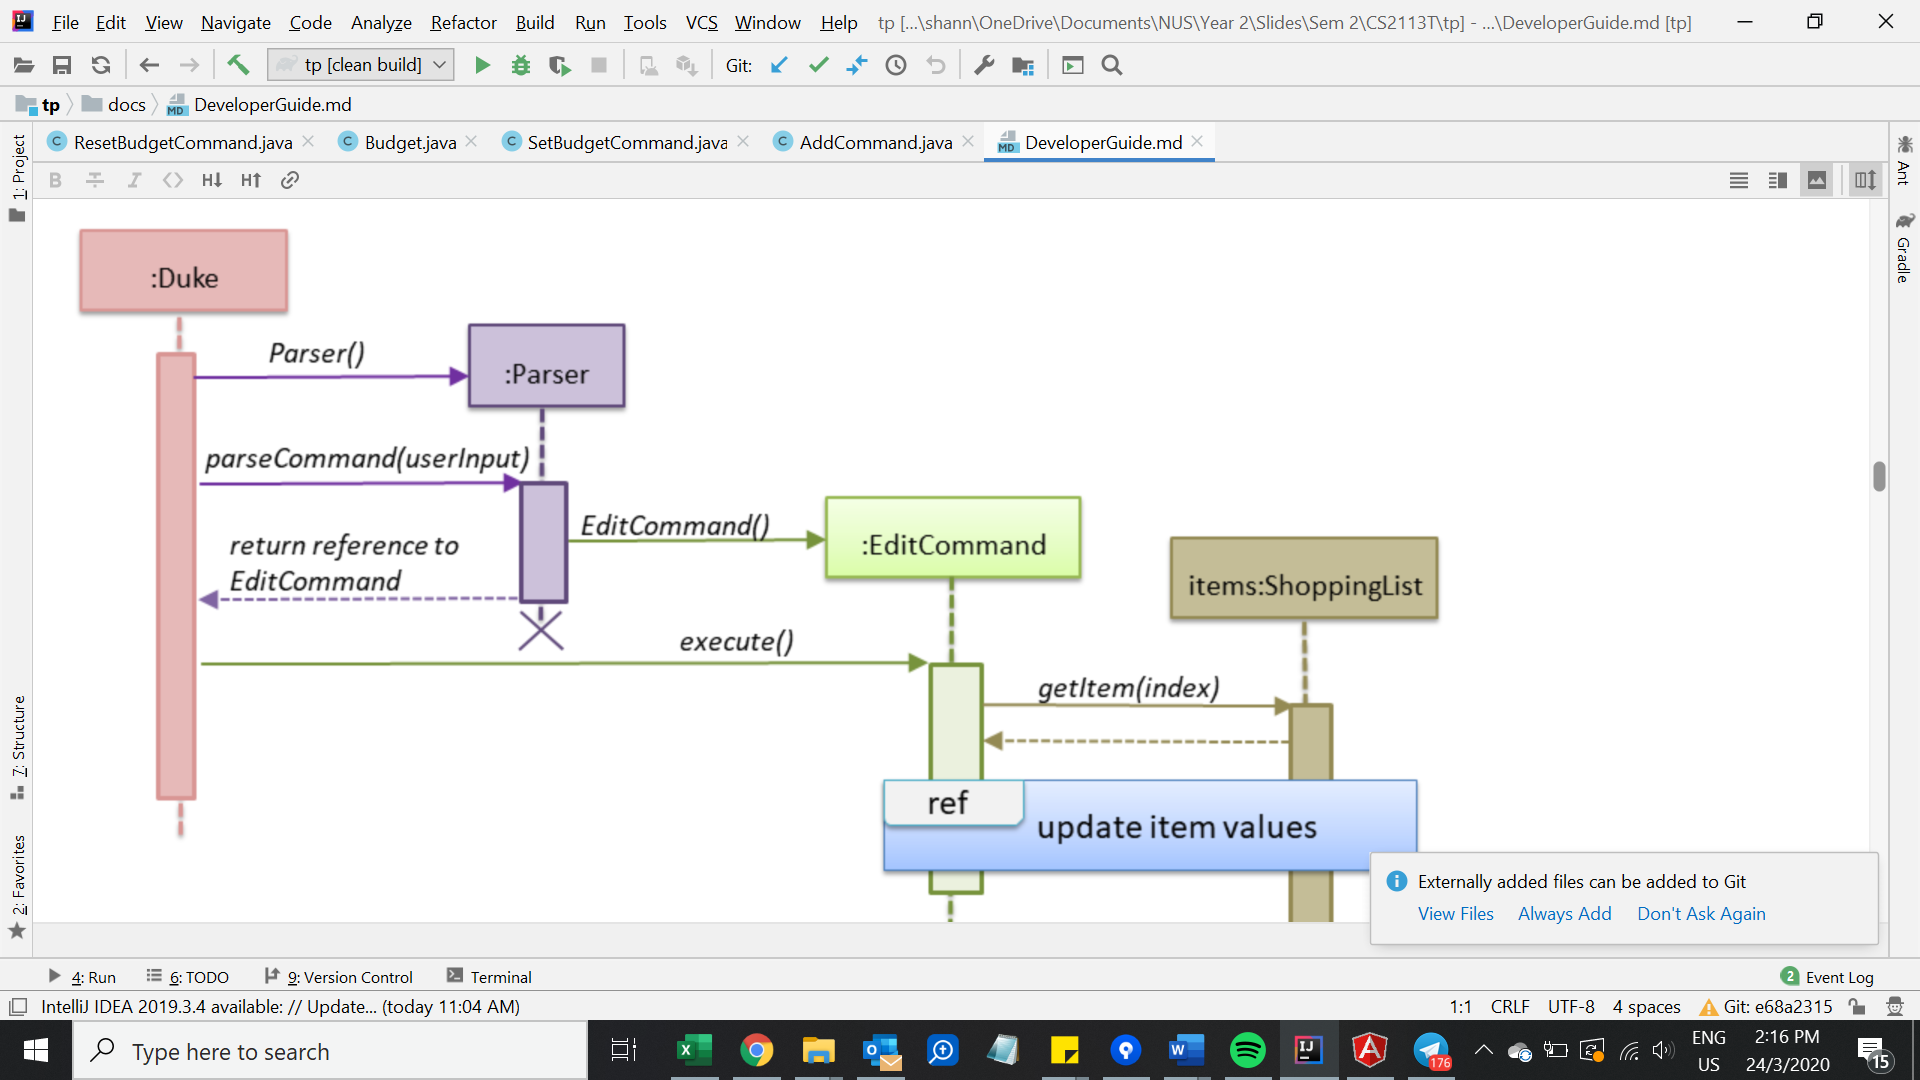 File Edit View Navigate Code Analyze Refactor Build Run Tools VCS Window Help tp [...\shann\OneDrive\Documents\NUS\Year 2\Slides\Sem 2\CS2113T\tp] - ...\DeveloperGuide.md [tp]
tp [clean build] Git:
tp docs DeveloperGuide.md
ResetBudgetCommand.java Budget.java SetBudgetCommand.java AddCommand.java DeveloperGuide.md
B I <> H↓ H↑
1: Project
7: Structure
2: Favorites
Ant
Gradle
:Duke
Parser()
:Parser
parseCommand(userInput)
EditCommand()
:EditCommand
return reference to
EditCommand
items:ShoppingList
execute()
getItem(index)
ref
update item values
Externally added files can be added to Git
View Files Always Add Don't Ask Again
4: Run 6: TODO 9: Version Control Terminal 2 Event Log
IntelliJ IDEA 2019.3.4 available: // Update... (today 11:04 AM) 1:1 CRLF UTF-8 4 spaces Git: e68a2315
Type here to search
176
ENG
US
2:16 PM
24/3/2020
15